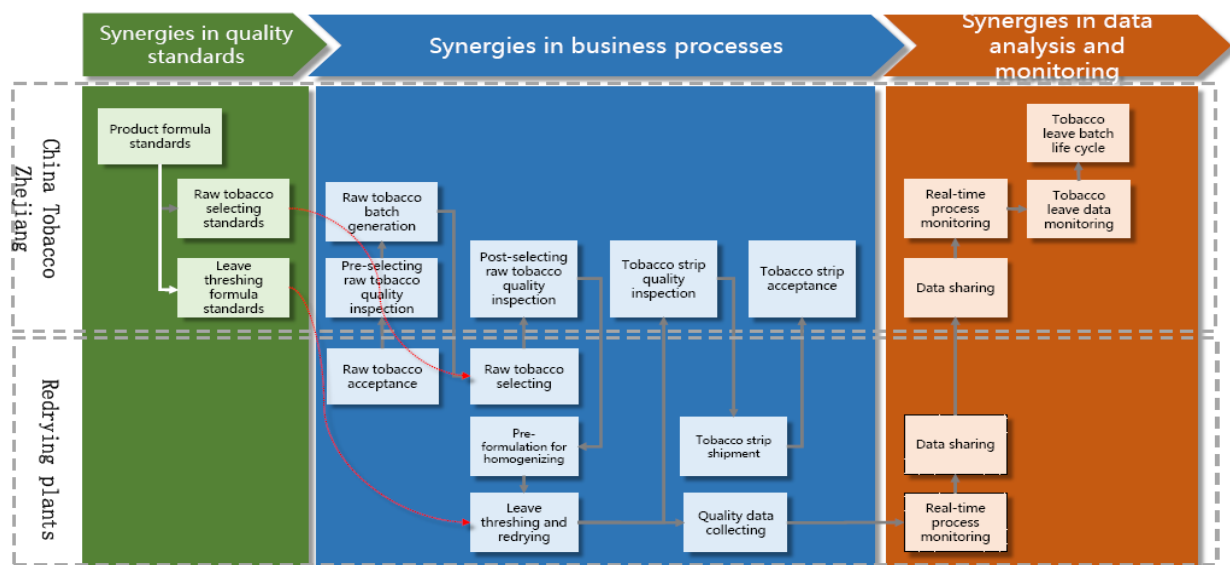 Synergies in quality
standards
Synergies in business processes
Synergies in data
analysis and
monitoring
China Tobacco
Zhejiang
Product formula
standards
Raw tobacco
selecting
standards
Leave
threshing
formula
standards
Raw tobacco
batch
generation
Pre-selecting
raw tobacco
quality
inspection
Post-selecting
raw tobacco
quality
inspection
Tobacco strip
quality
inspection
Tobacco strip
acceptance
Tobacco
leave batch
life cycle
Real-time
process
monitoring
Tobacco
leave data
monitoring
Data sharing
Redrying plants
Raw tobacco
acceptance
Raw tobacco
selecting
Pre-
formulation for
homogenizing
Tobacco strip
shipment
Leave
threshing and
redrying
Quality data
collecting
Data sharing
Real-time
process
monitoring